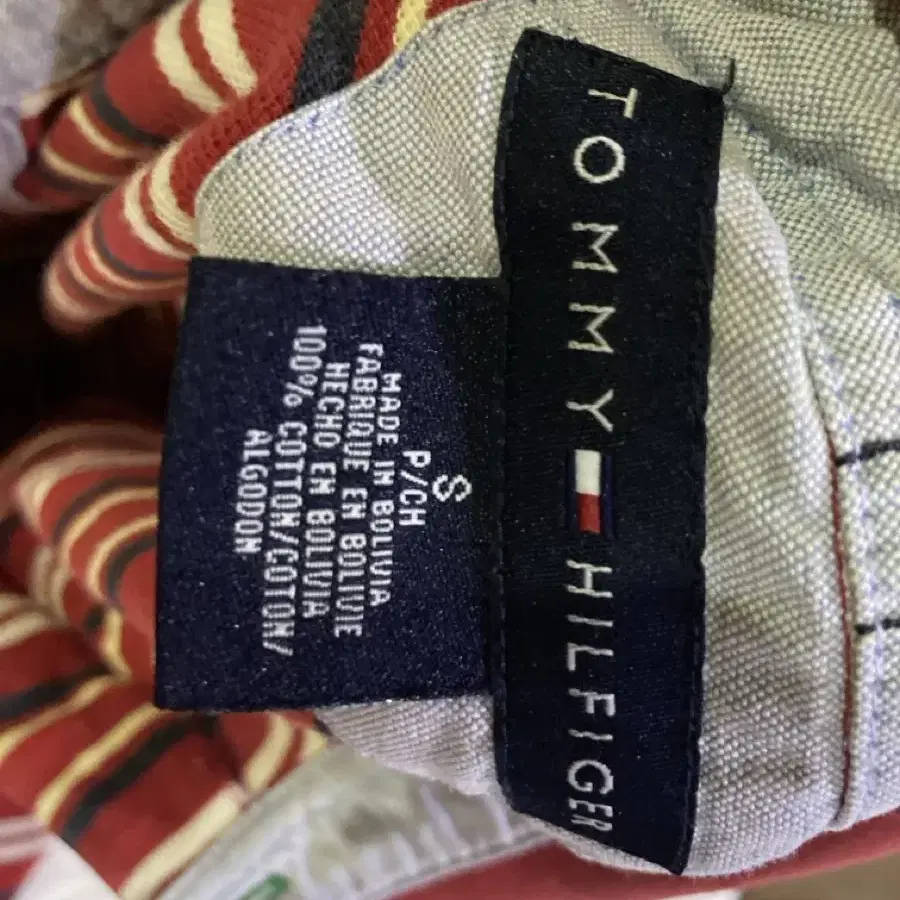 TOMMY HILFIGER
S
P/CH
MADE IN BOLIVIA
FABRIQUE EN BOLIVIE
HECHO EN BOLIVIA
100% COTTON/COTON/
ALGODON